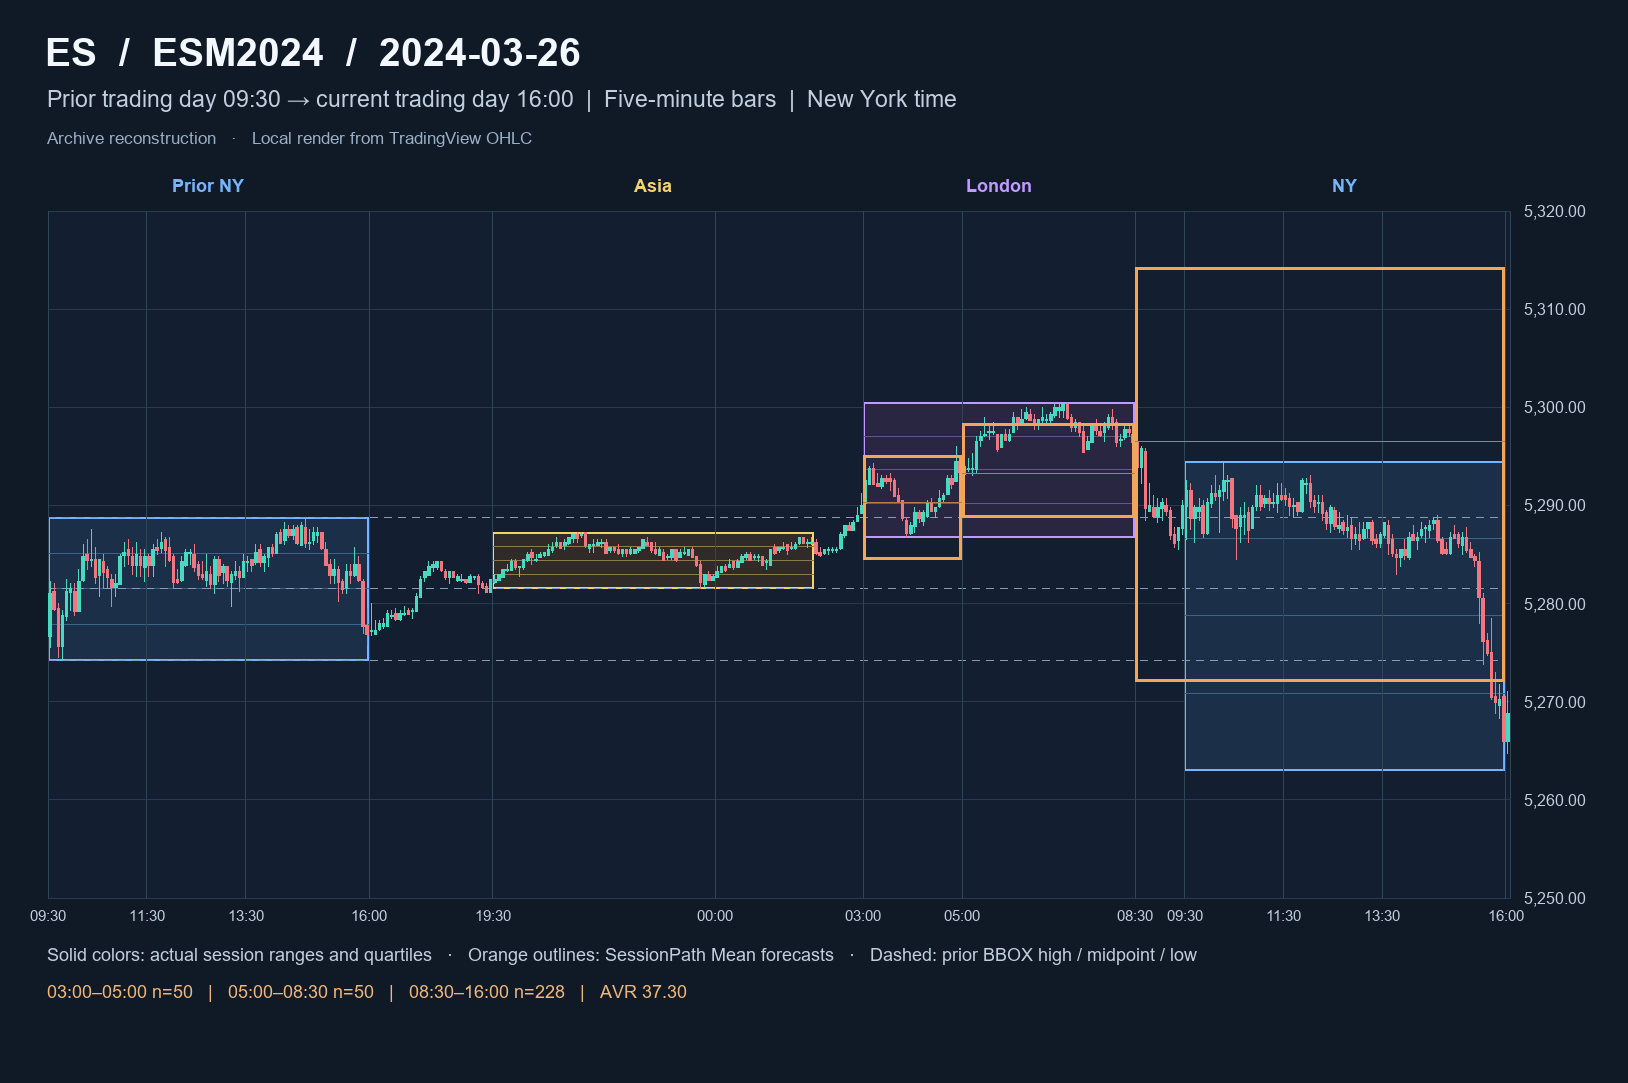 ES / ESM2024 / 2024-03-26
Prior trading day 09:30 → current trading day 16:00 | Five-minute bars | New York time
Archive reconstruction · Local render from TradingView OHLC
Prior NY Asia London NY
5,320.00
5,310.00
5,300.00
5,290.00
5,280.00
5,270.00
5,260.00
5,250.00
09:30 11:30 13:30 16:00 19:30 00:00 03:00 05:00 08:30 09:30 11:30 13:30 16:00
Solid colors: actual session ranges and quartiles · Orange outlines: SessionPath Mean forecasts · Dashed: prior BBOX high / midpoint / low
03:00–05:00 n=50 | 05:00–08:30 n=50 | 08:30–16:00 n=228 | AVR 37.30